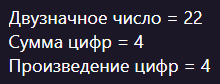 Двузначное число = 22
Сумма цифр = 4
Произведение цифр = 4